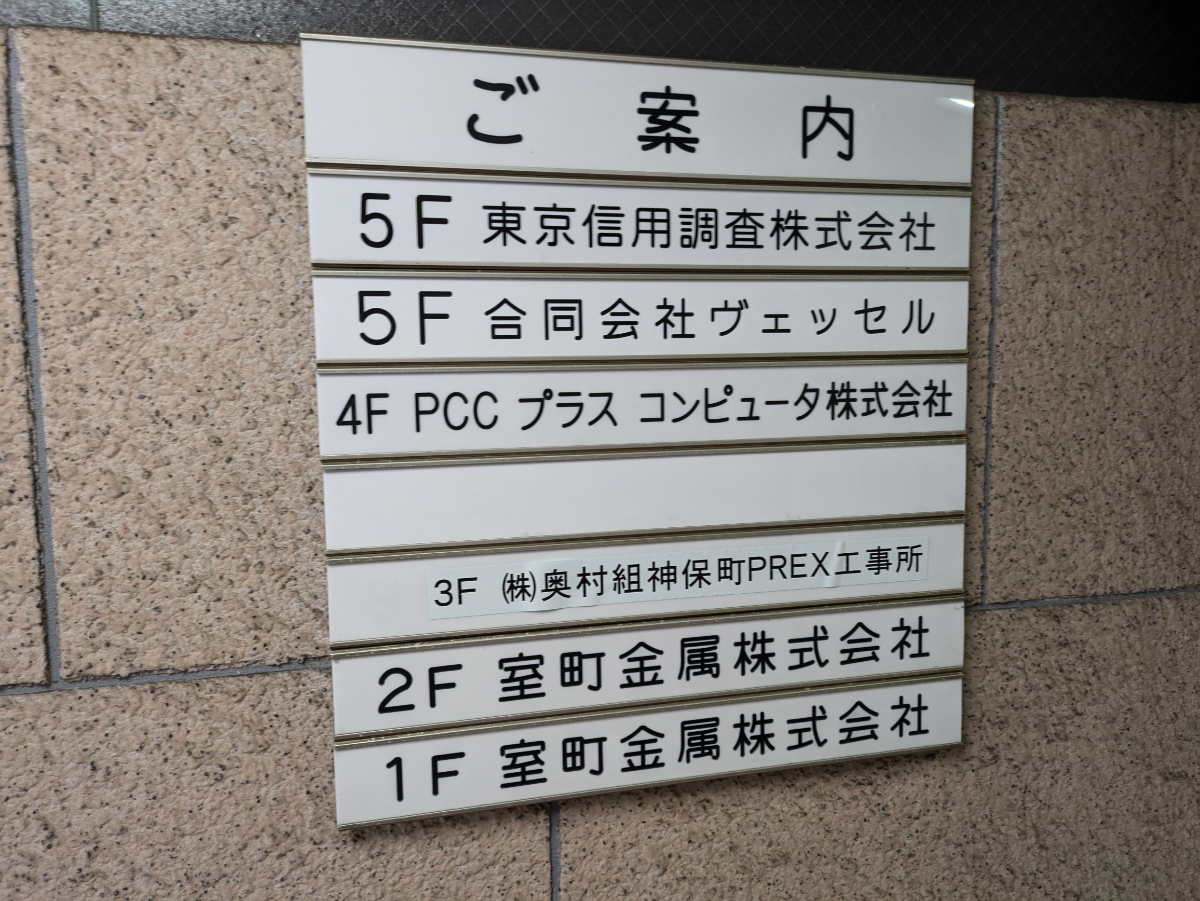 ご案内
5F 東京信用調査株式会社
5F 合同会社ヴェッセル
4F PCC プラス コンピュータ株式会社
3F ㈱奥村組神保町PREX工事所
2F 室町金属株式会社
1F 室町金属株式会社